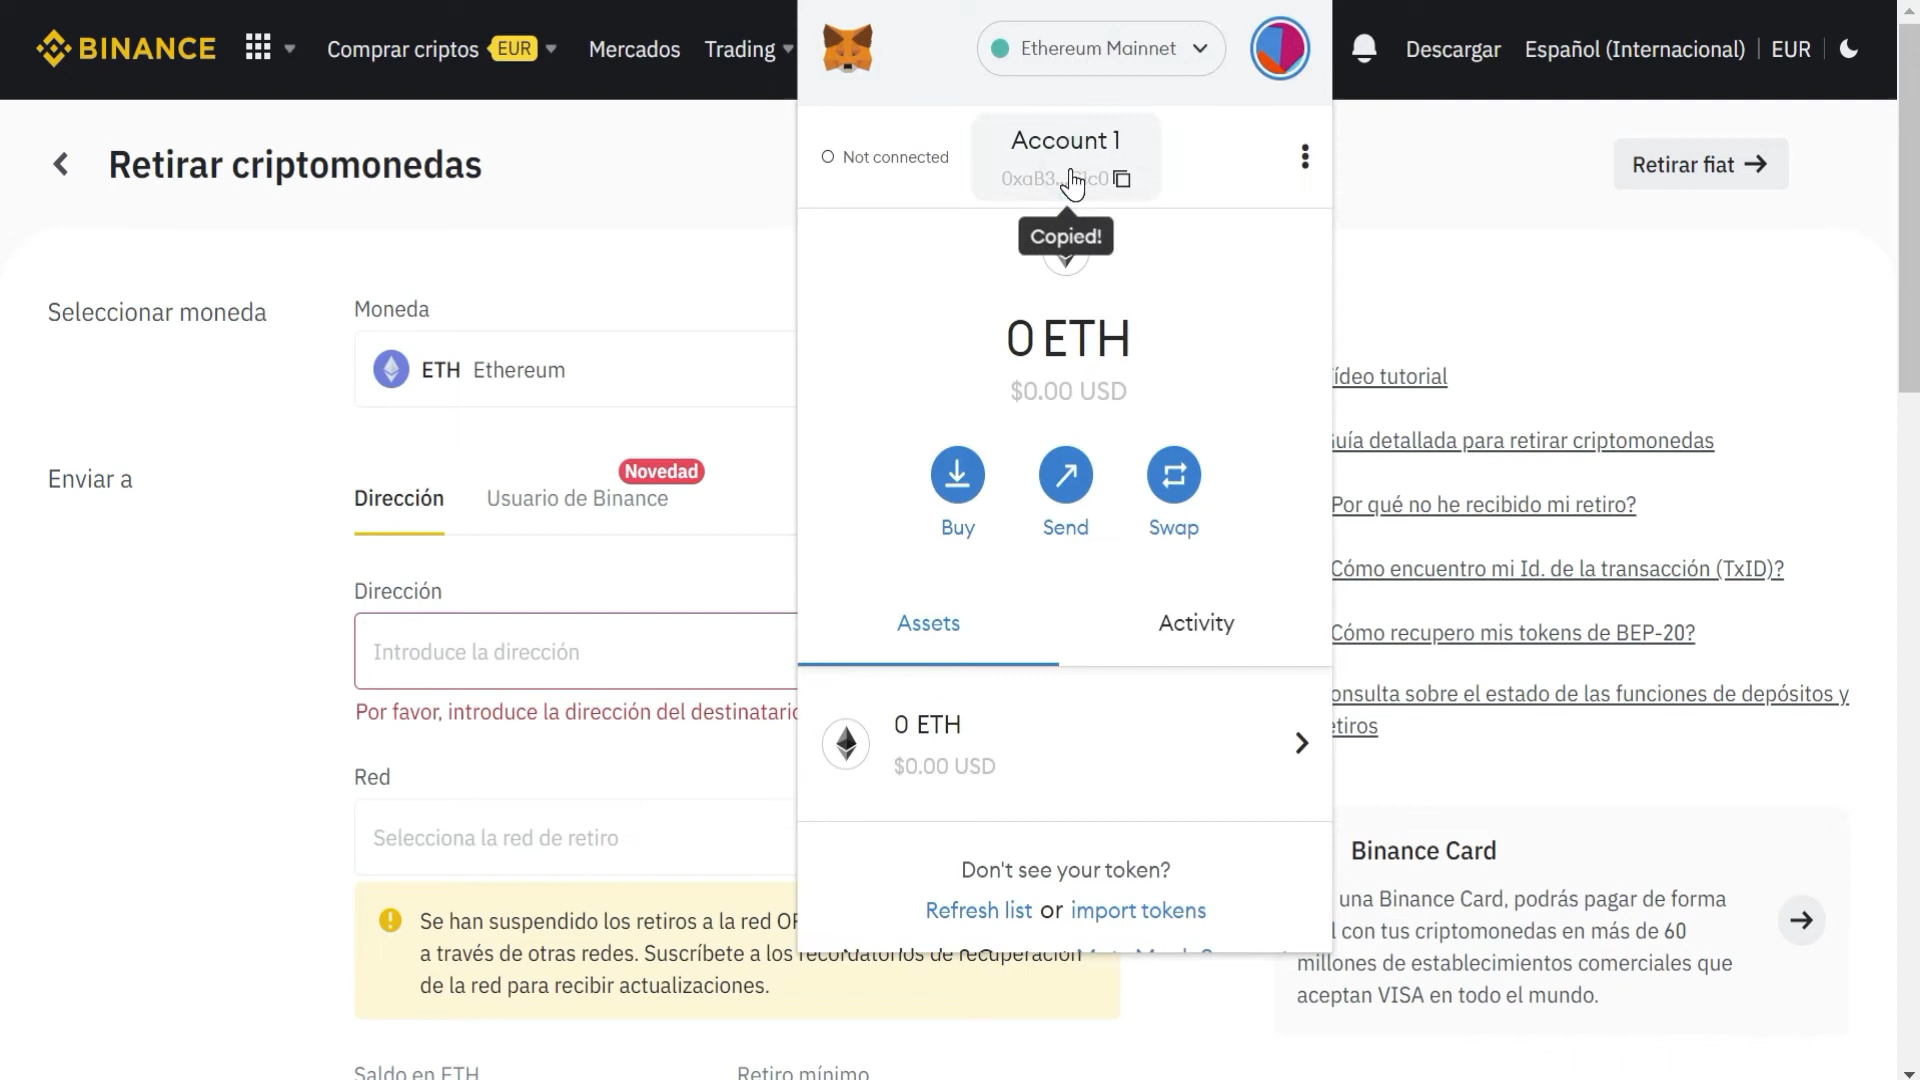 BINANCE
Comprar criptos EUR
Mercados
Trading
Ethereum Mainnet
Descargar
Español (Internacional)
EUR
Retirar criptomonedas
Retirar fiat
Not connected
Account 1
Copied!
Seleccionar moneda
Moneda
ETH Ethereum
0 ETH
$0.00 USD
Buy
Send
Swap
Enviar a
Dirección
Usuario de Binance
Novedad
Dirección
Introduce la dirección
Por favor, introduce la dirección del destinatario
Red
Selecciona la red de retiro
Se han suspendido los retiros a la red
a través de otras redes. Suscríbete a los recordatorios de recuperación
de la red para recibir actualizaciones.
Saldo en ETH
Retiro mínimo
Assets
Activity
0 ETH
$0.00 USD
Don't see your token?
Refresh list or import tokens
ídeo tutorial
uía detallada para retirar criptomonedas
Por qué no he recibido mi retiro?
Cómo encuentro mi Id. de la transacción (TxID)?
Cómo recupero mis tokens de BEP-20?
onsulta sobre el estado de las funciones de depósitos y
etiros
Binance Card
una Binance Card, podrás pagar de forma
l con tus criptomonedas en más de 60
millones de establecimientos comerciales que
aceptan VISA en todo el mundo.